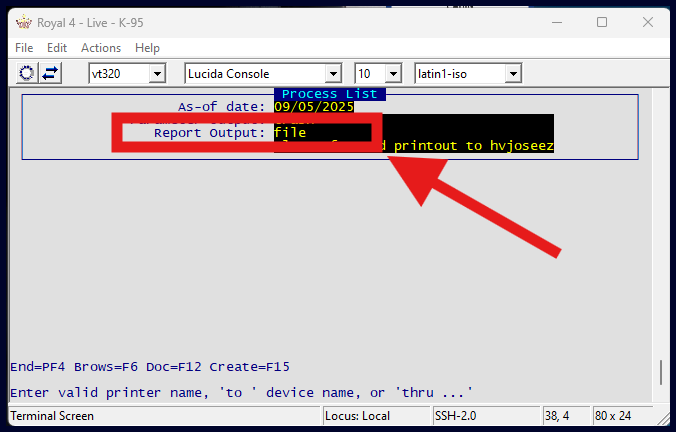 Royal 4 - Live - K-95
File Edit Actions Help
vt320 Lucida Console 10 latin1-iso
Process List
As-of date: 09/05/2025
Report Output: file
printout to hvjoseez
End=PF4 Brows=F6 Doc=F12 Create=F15
Enter valid printer name, 'to ' device name, or 'thru ...'
Terminal Screen Locus: Local SSH-2.0 38, 4 80 x 24